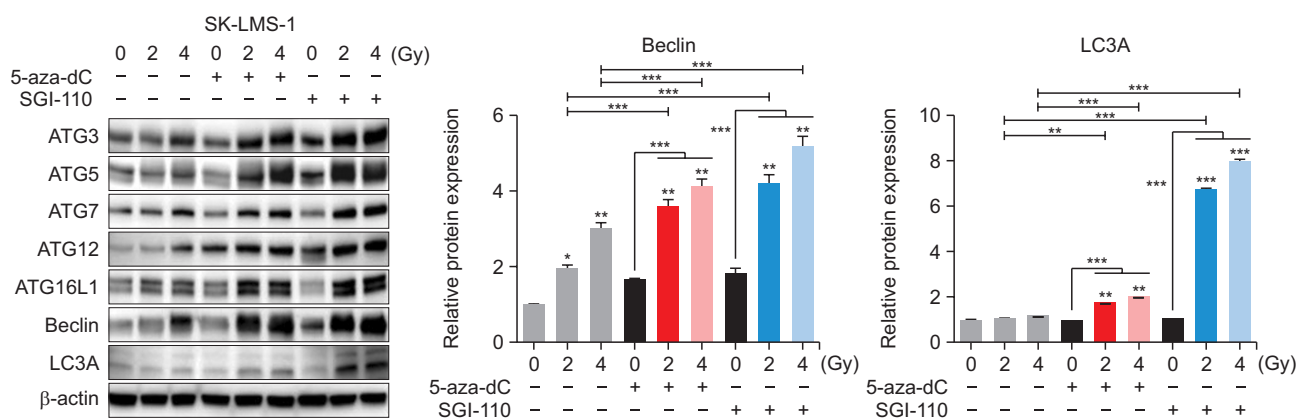 SK-LMS-1
0 2 4 0 2 4 0 2 4 (Gy)
5-aza-dC – – – + + + – – –
SGI-110 – – – – – – + + +
ATG3
ATG5
ATG7
ATG12
ATG16L1
Beclin
LC3A
β-actin
Beclin
***
***
***
***
***
***
* ** ** ** ** **
Relative protein expression
6
4
2
0
0 2 4 0 2 4 0 2 4 (Gy)
5-aza-dC – – – + + + – – –
SGI-110 – – – – – – + + +
LC3A
***
***
***
**
***
***
** ** *** ***
Relative protein expression
10
8
6
4
2
0
0 2 4 0 2 4 0 2 4 (Gy)
5-aza-dC – – – + + + – – –
SGI-110 – – – – – – + + +